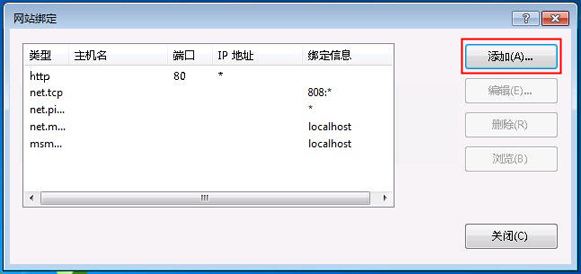 网站绑定
类型 主机名 端口 IP 地址 绑定信息
http 80 *
net.tcp 808:*
net.pi... *
net.m... localhost
msm... localhost
添加(A)...
编辑(E)...
删除(R)
浏览(B)
关闭(C)